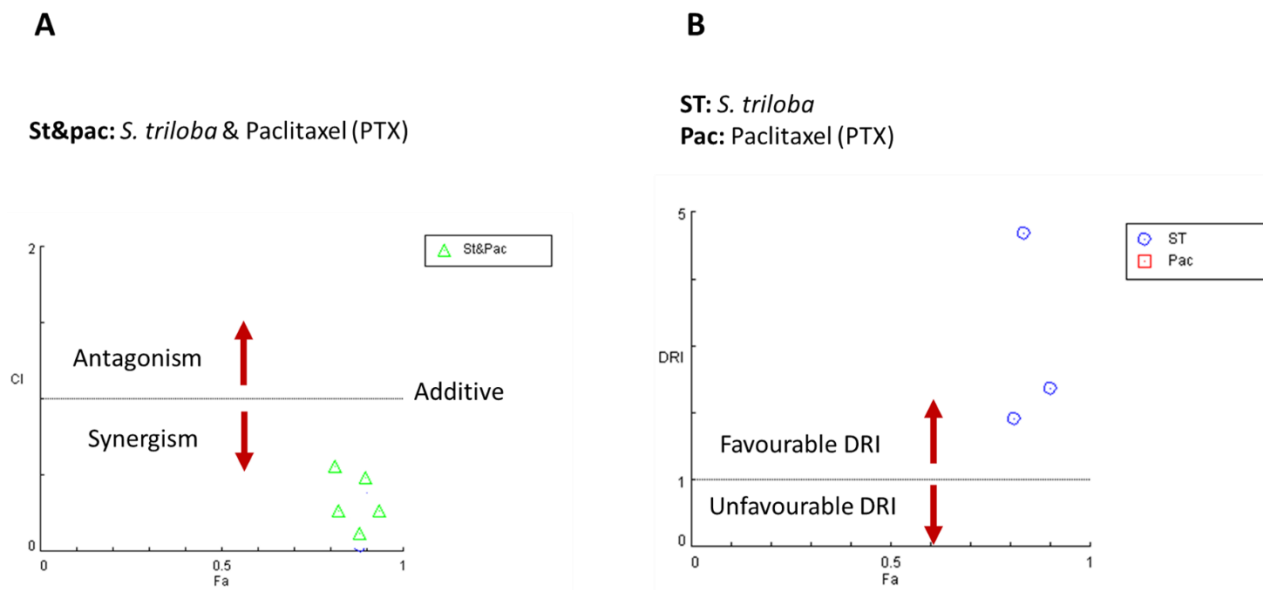 A
St&pac: S. triloba & Paclitaxel (PTX)
St&Pac
2
Antagonism
CI
Additive
Synergism
0
0
0.5
1
Fa
B
ST: S. triloba
Pac: Paclitaxel (PTX)
5
ST
Pac
DRI
Favourable DRI
1
Unfavourable DRI
0
0
0.5
1
Fa